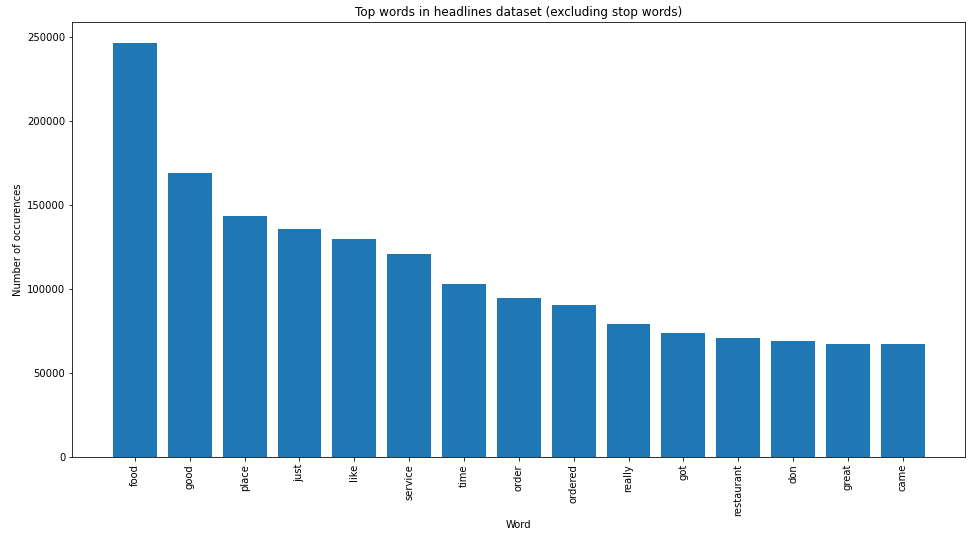 Top words in headlines dataset (excluding stop words)
Number of occurences
250000
200000
150000
100000
50000
0
food
good
place
just
like
service
time
order
ordered
really
got
restaurant
don
great
came
Word